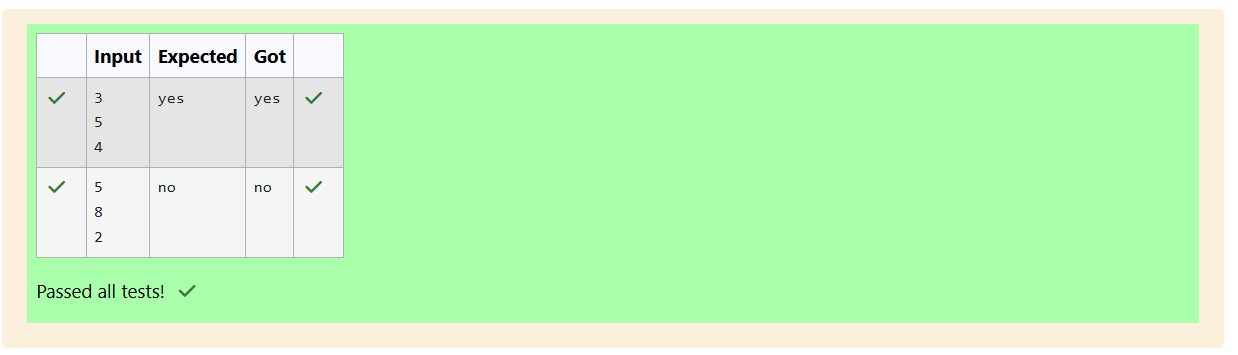 Input Expected Got
3 yes yes
5
4
5 no no
8
2
Passed all tests!